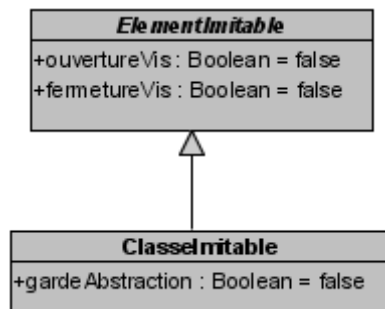 ElementImitable
+ouvertureVis : Boolean = false
+fermetureVis : Boolean = false
ClasseImitable
+gardeAbstraction : Boolean = false